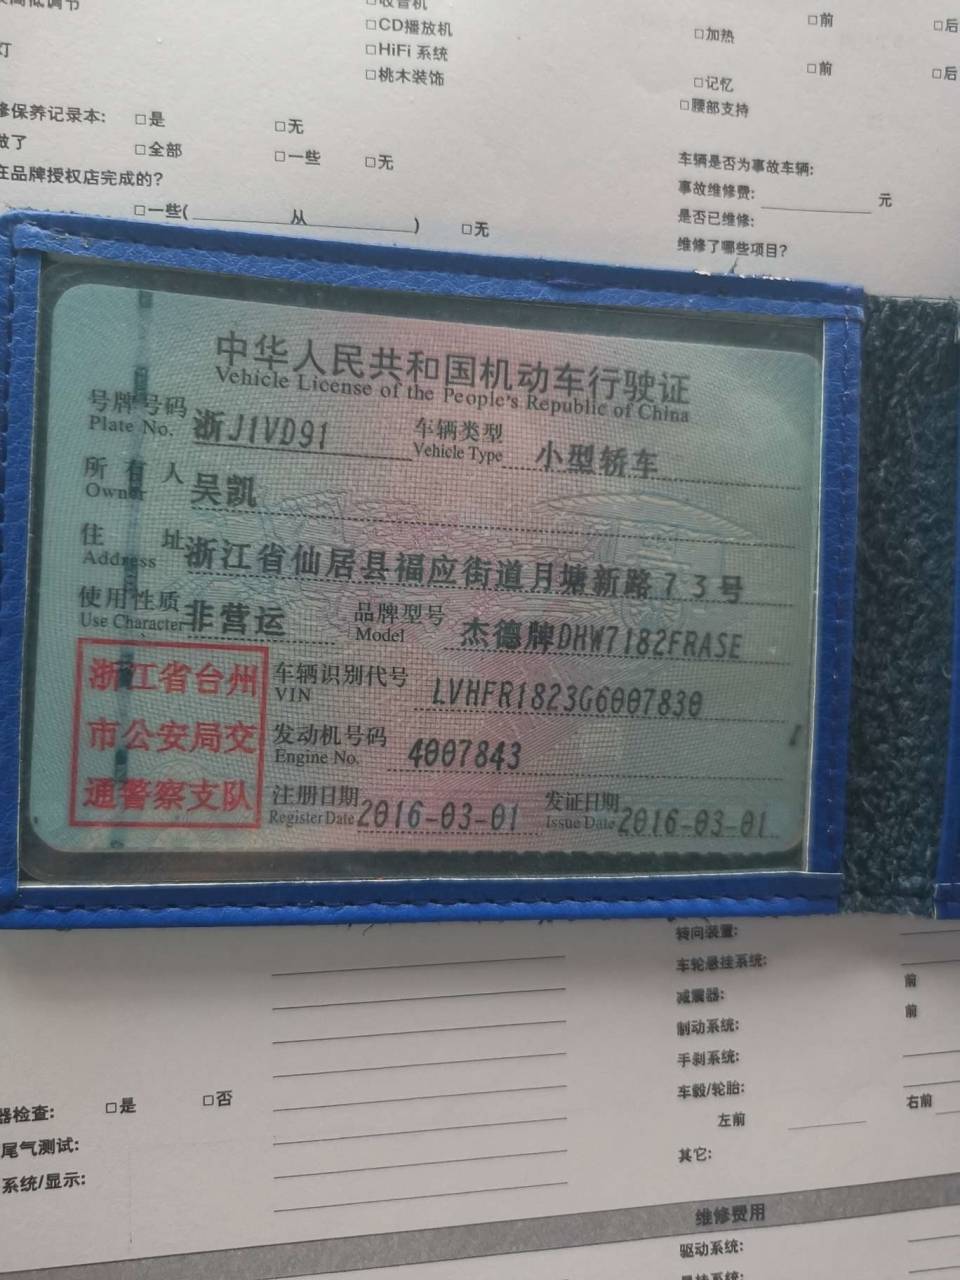 收音机
□CD播放机
□HiFi 系统
□桃木装饰
□加热
□前
□后
□前
□后
□记忆
□腰部支持
灯
修保养记录本: □是 □无
做了 □全部 □一些 □无
在品牌授权店完成的?
□一些( 从 ) □无
车辆是否为事故车辆:
事故维修费: 元
是否已维修:
维修了哪些项目?
中华人民共和国机动车行驶证
Vehicle License of the People's Republic of China
号牌号码 浙J1VD91 车辆类型 小型轿车
Plate No. Vehicle Type
所有人 吴凯
Owner
住址 浙江省仙居县福应街道月塘新路73号
Address
使用性质 非营运 品牌型号 杰德牌DHW7182FRASE
Use Character Model
浙江省台州
市公安局交
通警察支队
车辆识别代号 LVHFR1823G6007830
VIN
发动机号码 4007843
Engine No.
注册日期 2016-03-01 发证日期 2016-03-01
Register Date Issue Date
转向装置:
车轮悬挂系统:
前
减震器:
前
制动系统:
手刹系统:
车毂/轮胎:
左前 右前
其它:
器检查: □是 □否
尾气测试:
系统/显示:
维修费用
驱动系统: